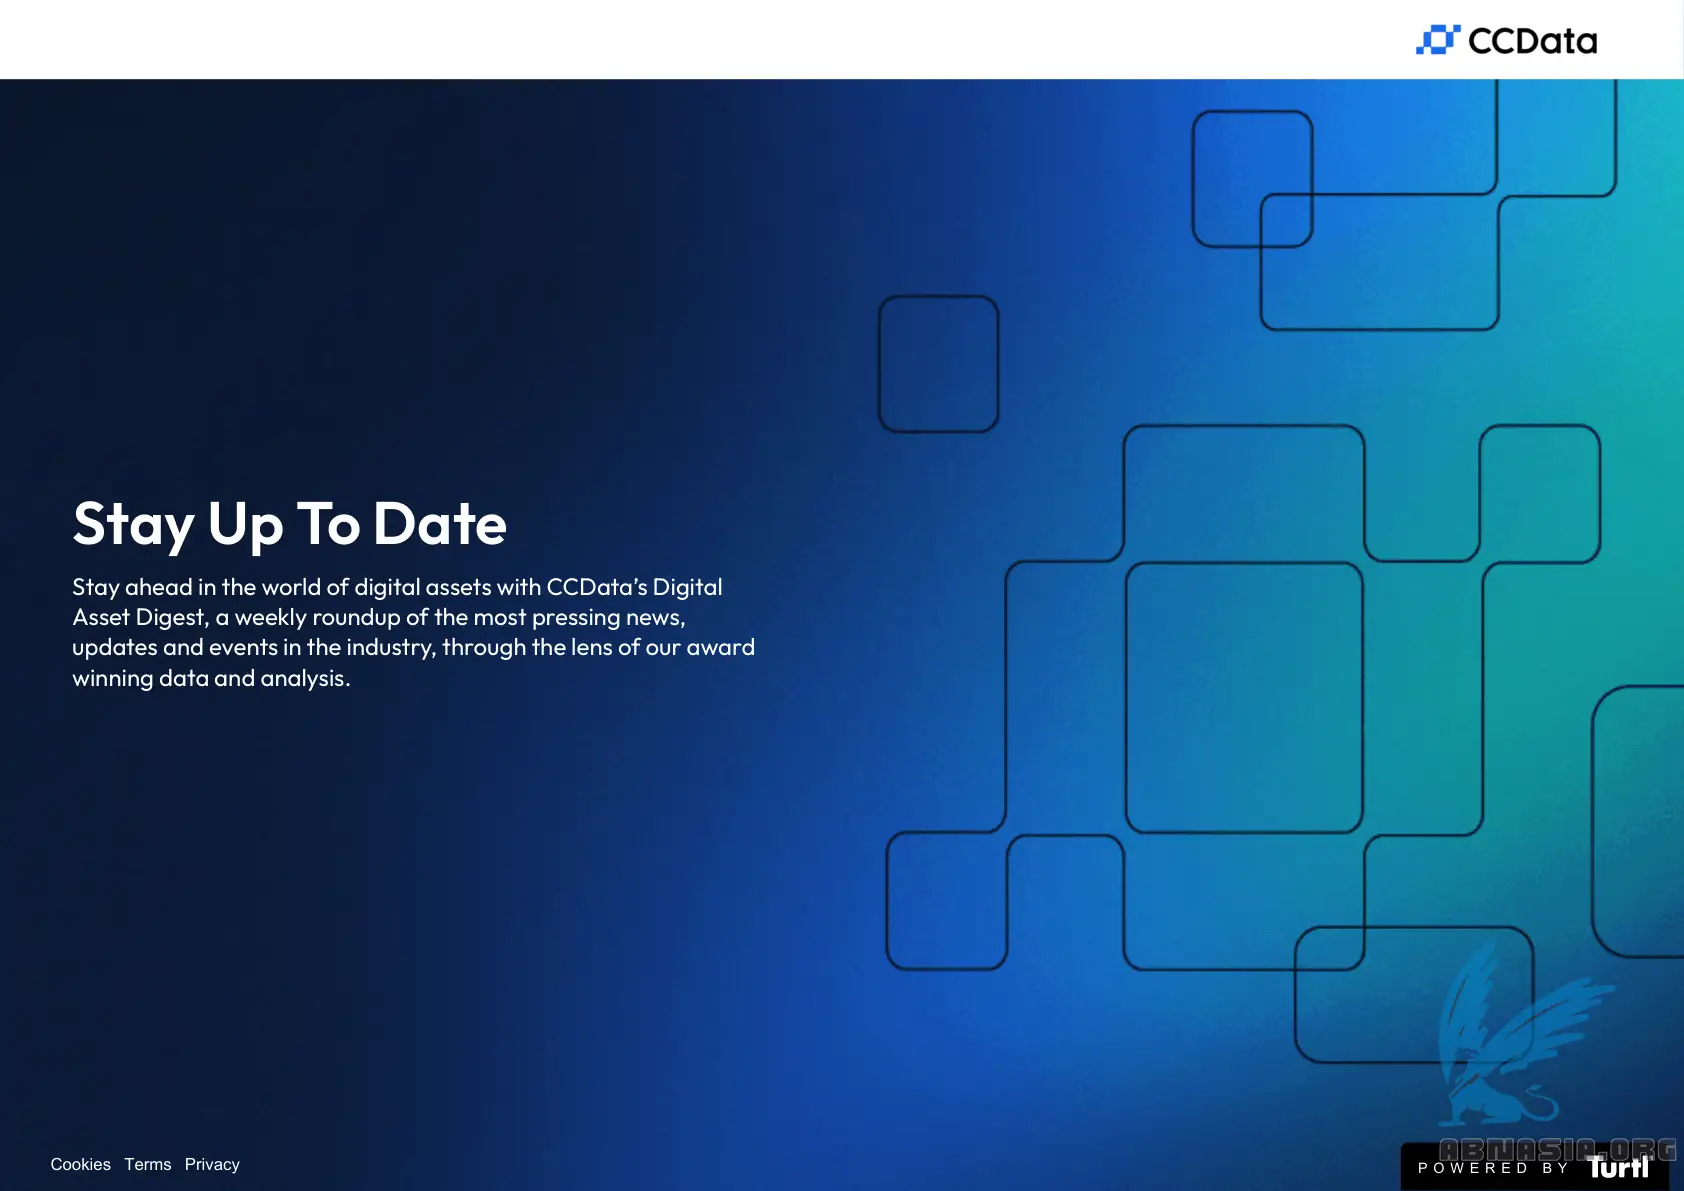 CCData
Stay Up To Date
Stay ahead in the world of digital assets with CCData’s Digital
Asset Digest, a weekly roundup of the most pressing news,
updates and events in the industry, through the lens of our award
winning data and analysis.
ABNASIA.ORG
Cookies Terms Privacy
POWERED BY Turtl